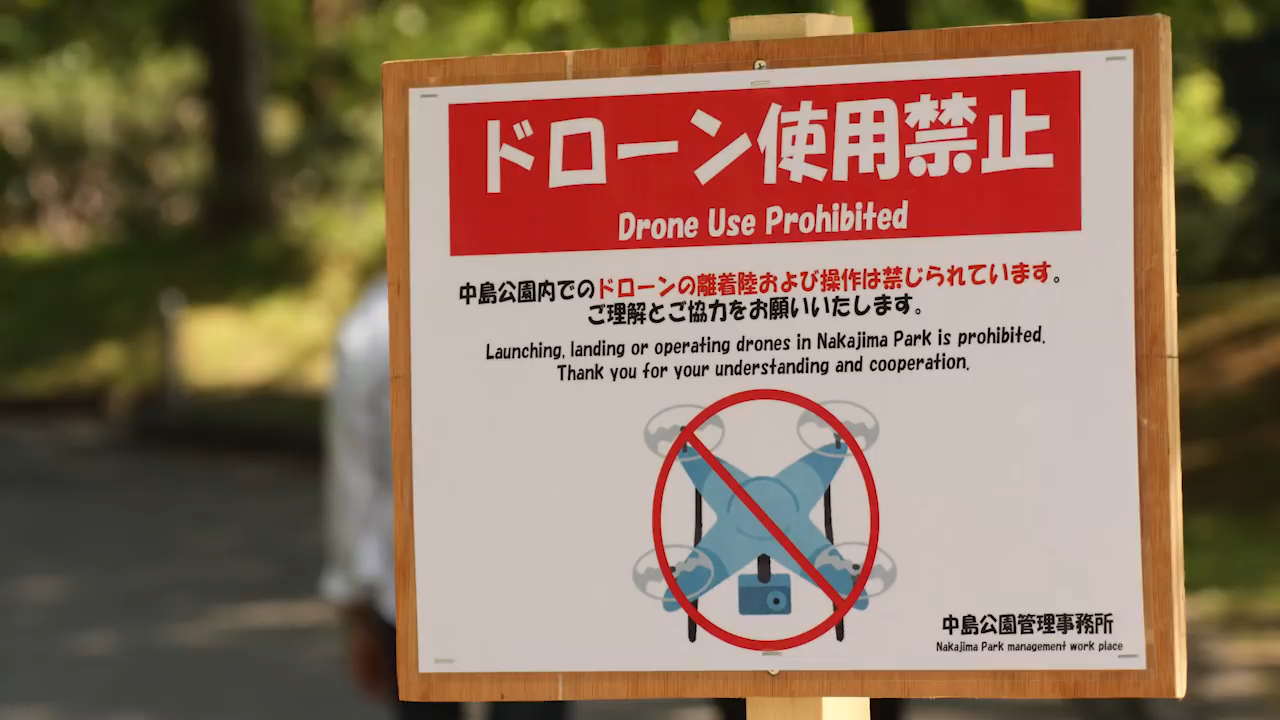 ドローン使用禁止
Drone Use Prohibited
中島公園内でのドローンの離着陸および操作は禁じられています。
ご理解とご協力をお願いいたします。
Launching, landing or operating drones in Nakajima Park is prohibited.
Thank you for your understanding and cooperation.
中島公園管理事務所
Nakajima Park management work place